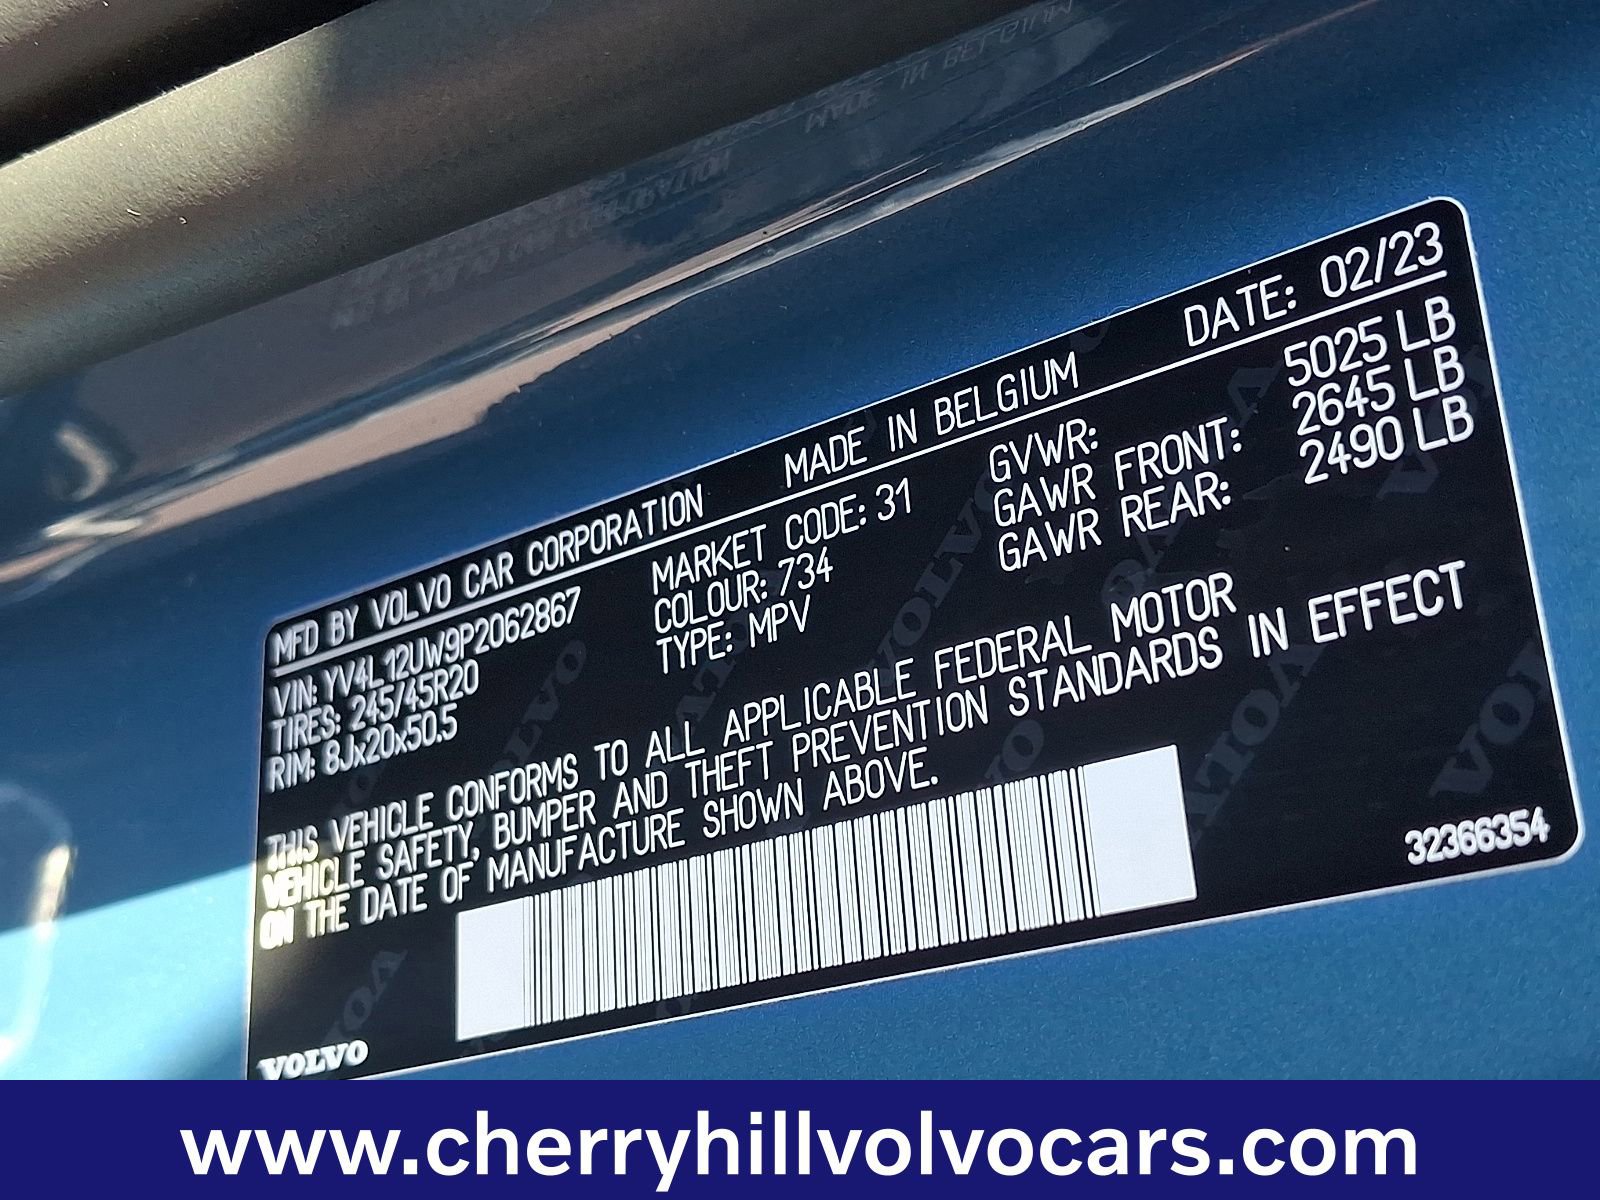 MFD BY VOLVO CAR CORPORATION MADE IN BELGIUM DATE: 02/23
VIN: YV4L12UW9P2062867 MARKET CODE: 31 GVWR: 5025 LB
TIRES: 245/45R20 COLOUR: 734 GAWR FRONT: 2645 LB
RIM: 8Jx20x50.5 TYPE: MPV GAWR REAR: 2490 LB
THIS VEHICLE CONFORMS TO ALL APPLICABLE FEDERAL MOTOR
VEHICLE SAFETY, BUMPER AND THEFT PREVENTION STANDARDS IN EFFECT
ON THE DATE OF MANUFACTURE SHOWN ABOVE.
32366354
VOLVO
www.cherryhillvolvocars.com